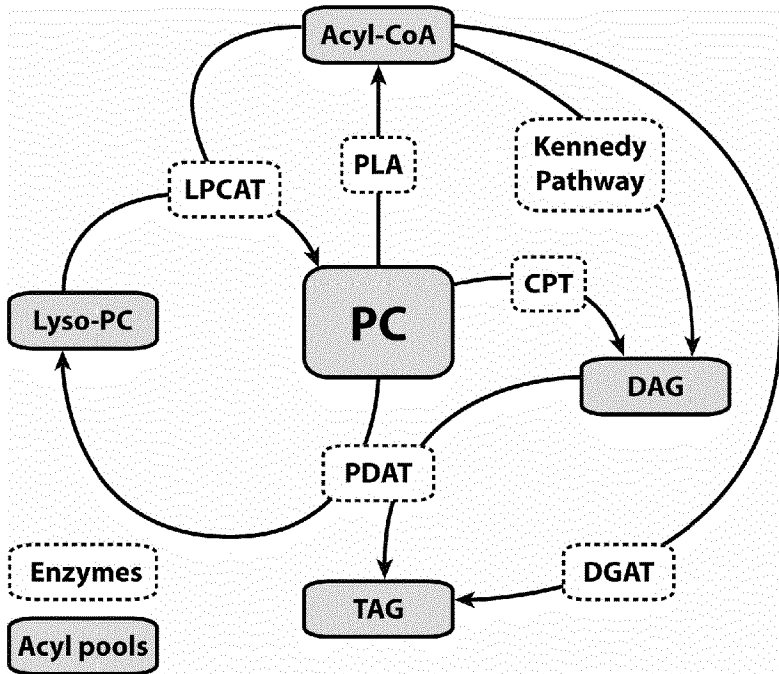 Acyl-CoA
Kennedy
Pathway
PLA
LPCAT
CPT
Lyso-PC
PC
DAG
PDAT
Enzymes
DGAT
TAG
Acyl pools